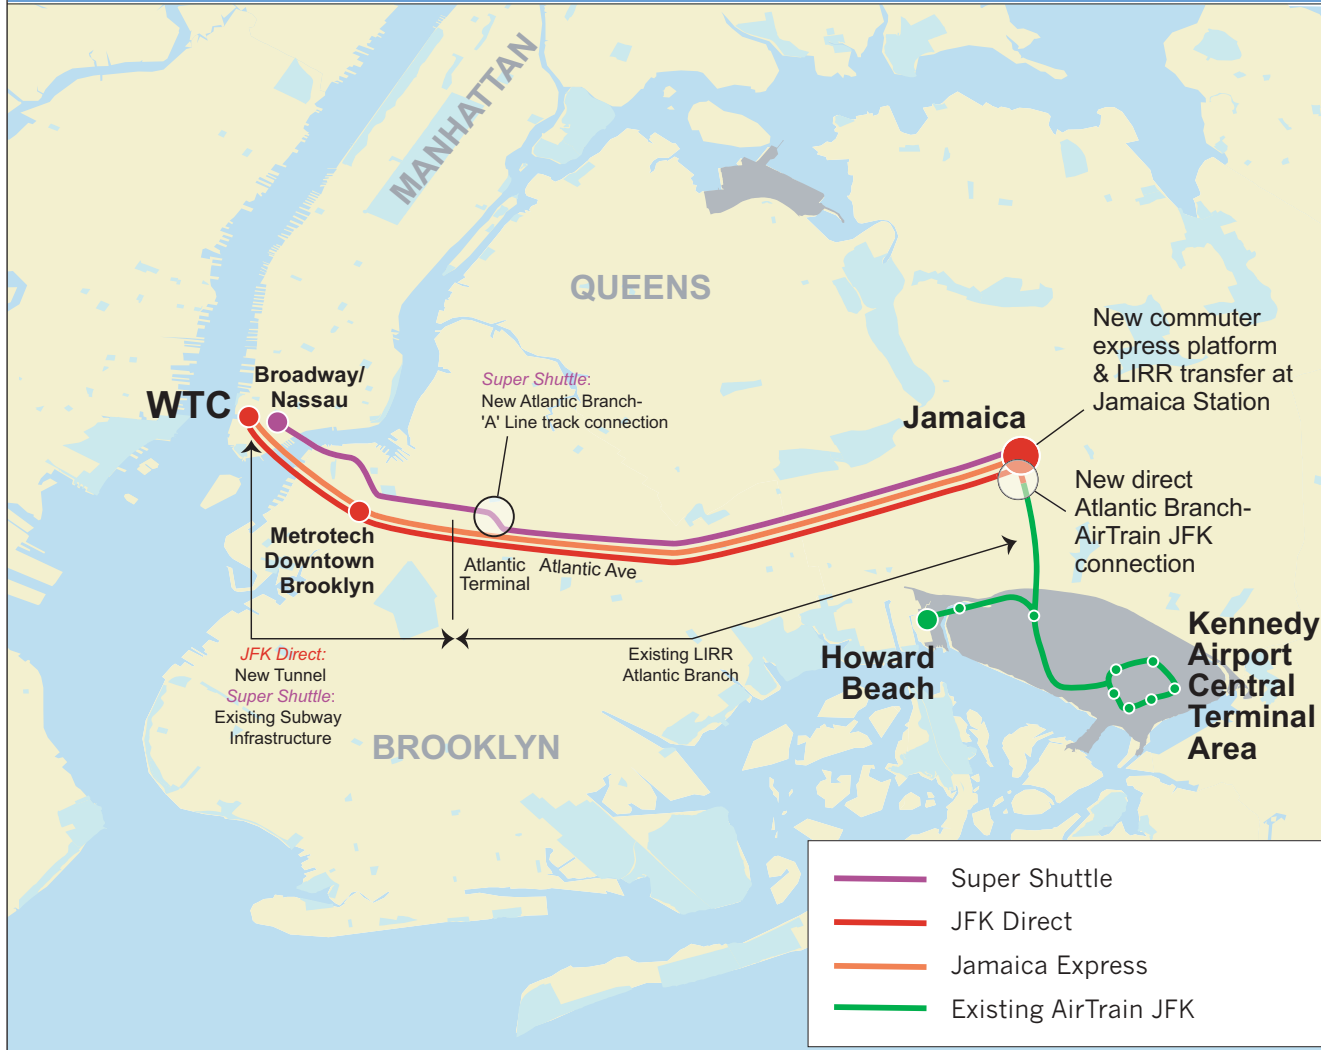 MANHATTAN
QUEENS
New commuter
express platform
& LIRR transfer at
Jamaica Station
Broadway/
Nassau
WTC
Super Shuttle:
New Atlantic Branch-
'A' Line track connection
Jamaica
New direct
Atlantic Branch-
AirTrain JFK
connection
Metrotech
Downtown
Brooklyn
Atlantic
Terminal
Atlantic Ave
JFK Direct:
New Tunnel
Super Shuttle:
Existing Subway
Infrastructure
Existing LIRR
Atlantic Branch
Howard
Beach
Kennedy
Airport
Central
Terminal
Area
BROOKLYN
Super Shuttle
JFK Direct
Jamaica Express
Existing AirTrain JFK